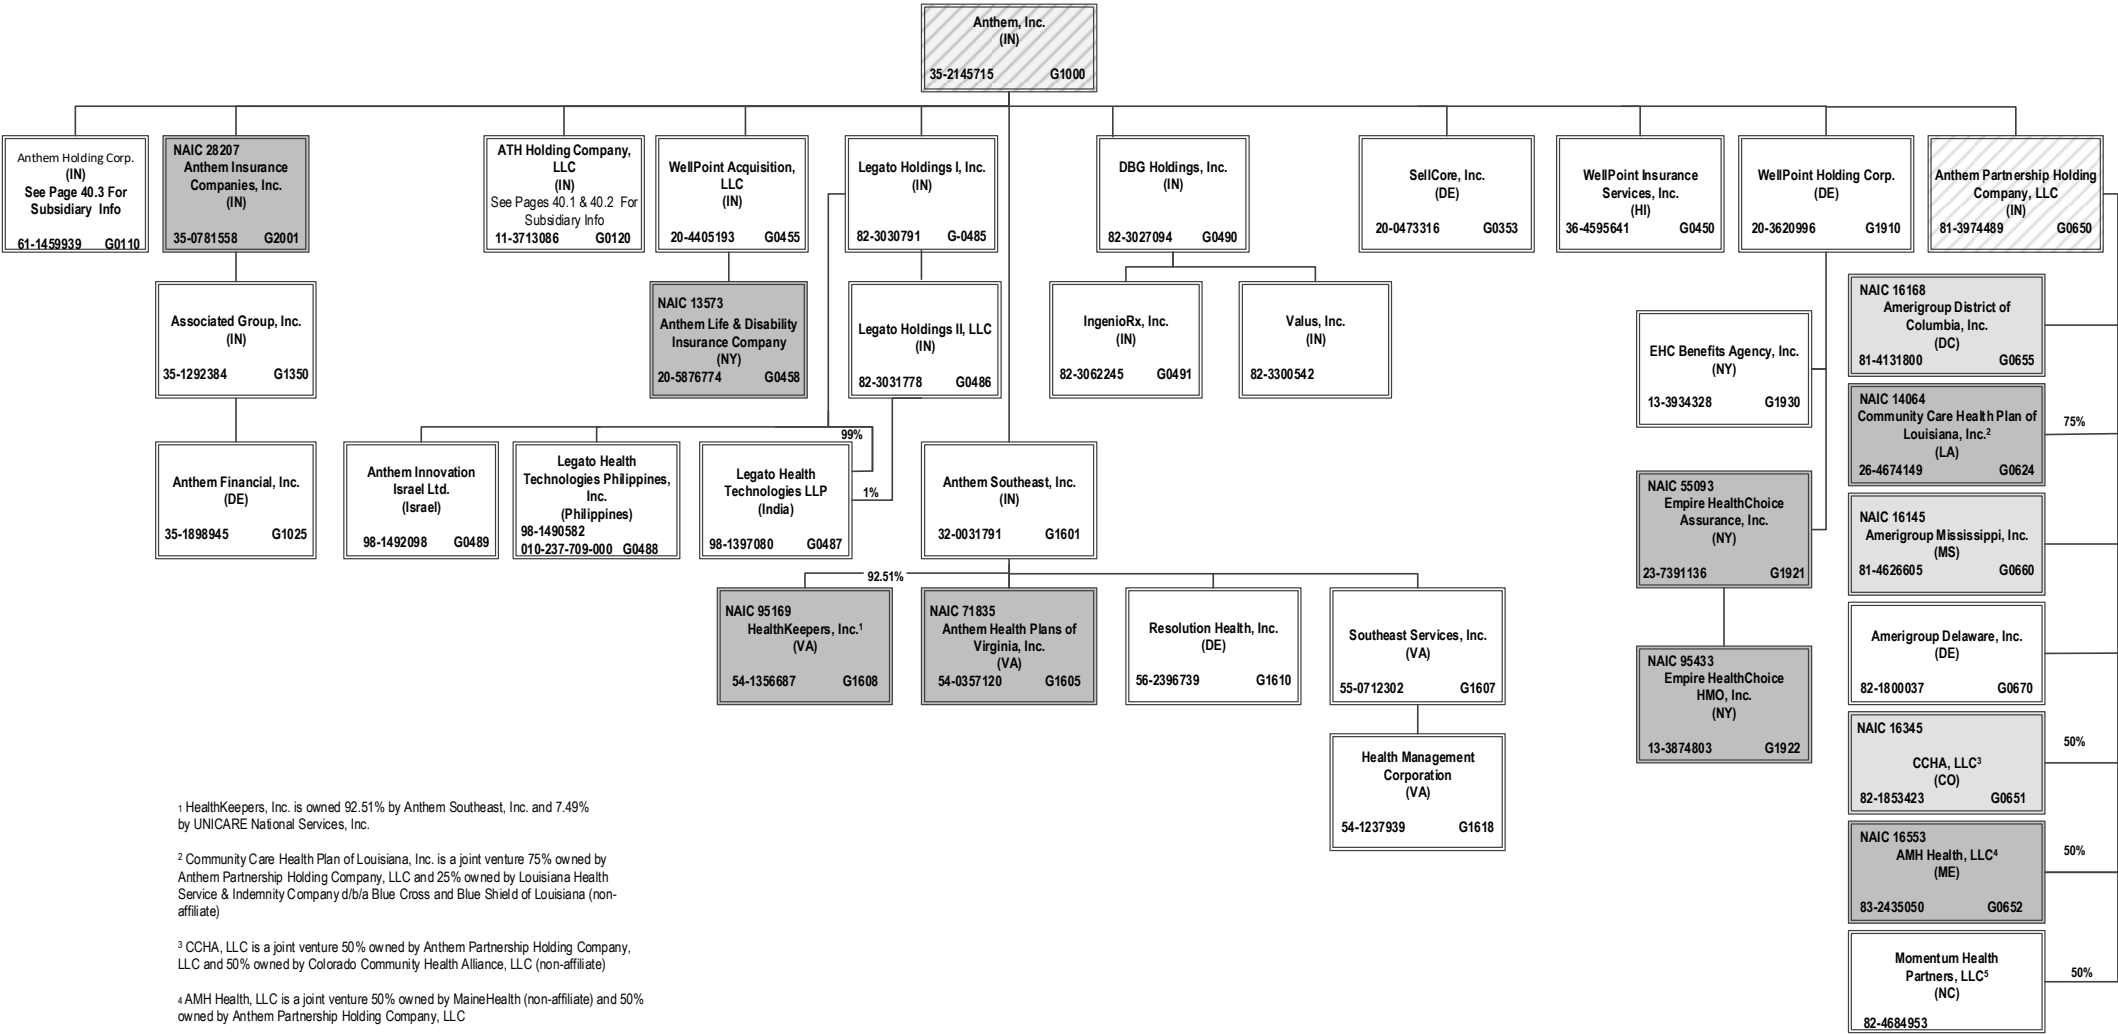 Anthem, Inc.
(IN)
35-2145715 G1000
Anthem Holding Corp.
(IN)
See Page 40.3 For
Subsidiary Info
61-1459939 G0110
NAIC 28207
Anthem Insurance
Companies, Inc.
(IN)
35-0781558 G2001
ATH Holding Company,
LLC
(IN)
See Pages 40.1 & 40.2 For
Subsidiary Info
11-3713086 G0120
WellPoint Acquisition,
LLC
(IN)
20-4405193 G0455
Legato Holdings I, Inc.
(IN)
82-3030791 G-0485
DBG Holdings, Inc.
(IN)
82-3027094 G0490
SellCore, Inc.
(DE)
20-0473316 G0353
WellPoint Insurance
Services, Inc.
(HI)
36-4595641 G0450
WellPoint Holding Corp.
(DE)
20-3620996 G1910
Anthem Partnership Holding
Company, LLC
(IN)
81-3974489 G0650
Associated Group, Inc.
(IN)
35-1292384 G1350
NAIC 13573
Anthem Life & Disability
Insurance Company
(NY)
20-5876774 G0458
Legato Holdings II, LLC
(IN)
82-3031778 G0486
IngenioRx, Inc.
(IN)
82-3062245 G0491
Valus, Inc.
(IN)
82-3300542
EHC Benefits Agency, Inc.
(NY)
13-3934328 G1930
NAIC 16168
Amerigroup District of
Columbia, Inc.
(DC)
81-4131800 G0655
NAIC 14064
Community Care Health Plan of
Louisiana, Inc.²
(LA)
26-4674149 G0624
75%
Anthem Financial, Inc.
(DE)
35-1898945 G1025
Anthem Innovation
Israel Ltd.
(Israel)
98-1492098 G0489
Legato Health
Technologies Philippines,
Inc.
(Philippines)
98-1490582
010-237-709-000 G0488
99%
Legato Health
Technologies LLP
(India)
98-1397080 G0487
1%
Anthem Southeast, Inc.
(IN)
32-0031791 G1601
NAIC 55093
Empire HealthChoice
Assurance, Inc.
(NY)
23-7391136 G1921
NAIC 16145
Amerigroup Mississippi, Inc.
(MS)
81-4626605 G0660
92.51%
NAIC 95169
HealthKeepers, Inc.¹
(VA)
54-1356687 G1608
NAIC 71835
Anthem Health Plans of
Virginia, Inc.
(VA)
54-0357120 G1605
Resolution Health, Inc.
(DE)
56-2396739 G1610
Southeast Services, Inc.
(VA)
55-0712302 G1607
NAIC 95433
Empire HealthChoice
HMO, Inc.
(NY)
13-3874803 G1922
Amerigroup Delaware, Inc.
(DE)
82-1800037 G0670
NAIC 16345
CCHA, LLC³
(CO)
82-1853423 G0651
50%
Health Management
Corporation
(VA)
54-1237939 G1618
NAIC 16553
AMH Health, LLC⁴
(ME)
83-2435050 G0652
50%
Momentum Health
Partners, LLC⁵
(NC)
82-4684953
50%
1 HealthKeepers, Inc. is owned 92.51% by Anthem Southeast, Inc. and 7.49%
by UNICARE National Services, Inc.
² Community Care Health Plan of Louisiana, Inc. is a joint venture 75% owned by
Anthem Partnership Holding Company, LLC and 25% owned by Louisiana Health
Service & Indemnity Company d/b/a Blue Cross and Blue Shield of Louisiana (non-
affiliate)
³ CCHA, LLC is a joint venture 50% owned by Anthem Partnership Holding Company,
LLC and 50% owned by Colorado Community Health Alliance, LLC (non-affiliate)
4 AMH Health, LLC is a joint venture 50% owned by MaineHealth (non-affiliate) and 50%
owned by Anthem Partnership Holding Company, LLC